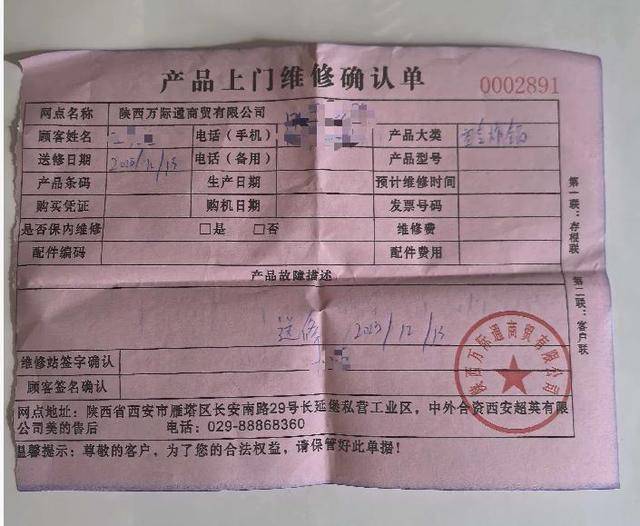 产品上门维修确认单 0002891
网点名称 陕西万际通商贸有限公司
顾客姓名 电话（手机） 产品大类
送修日期 2023/12/15 电话（备用） 产品型号
产品条码 生产日期 预计维修时间
购买凭证 购机日期 发票号码
是否保内维修 □是 □否 维修费
配件编码 配件费用
产品故障描述
送修 2023/12/15
维修站签字确认
顾客签名确认
网点地址：陕西省西安市雁塔区长安南路29号长延堡私营工业区，中外合资西安超英有限
公司美的售后 电话：029-88868360
温馨提示：尊敬的客户，为了您的合法权益，请保管好此单据！
第一联：存根联 第二联：客户联
陕西万际通商贸有限公司